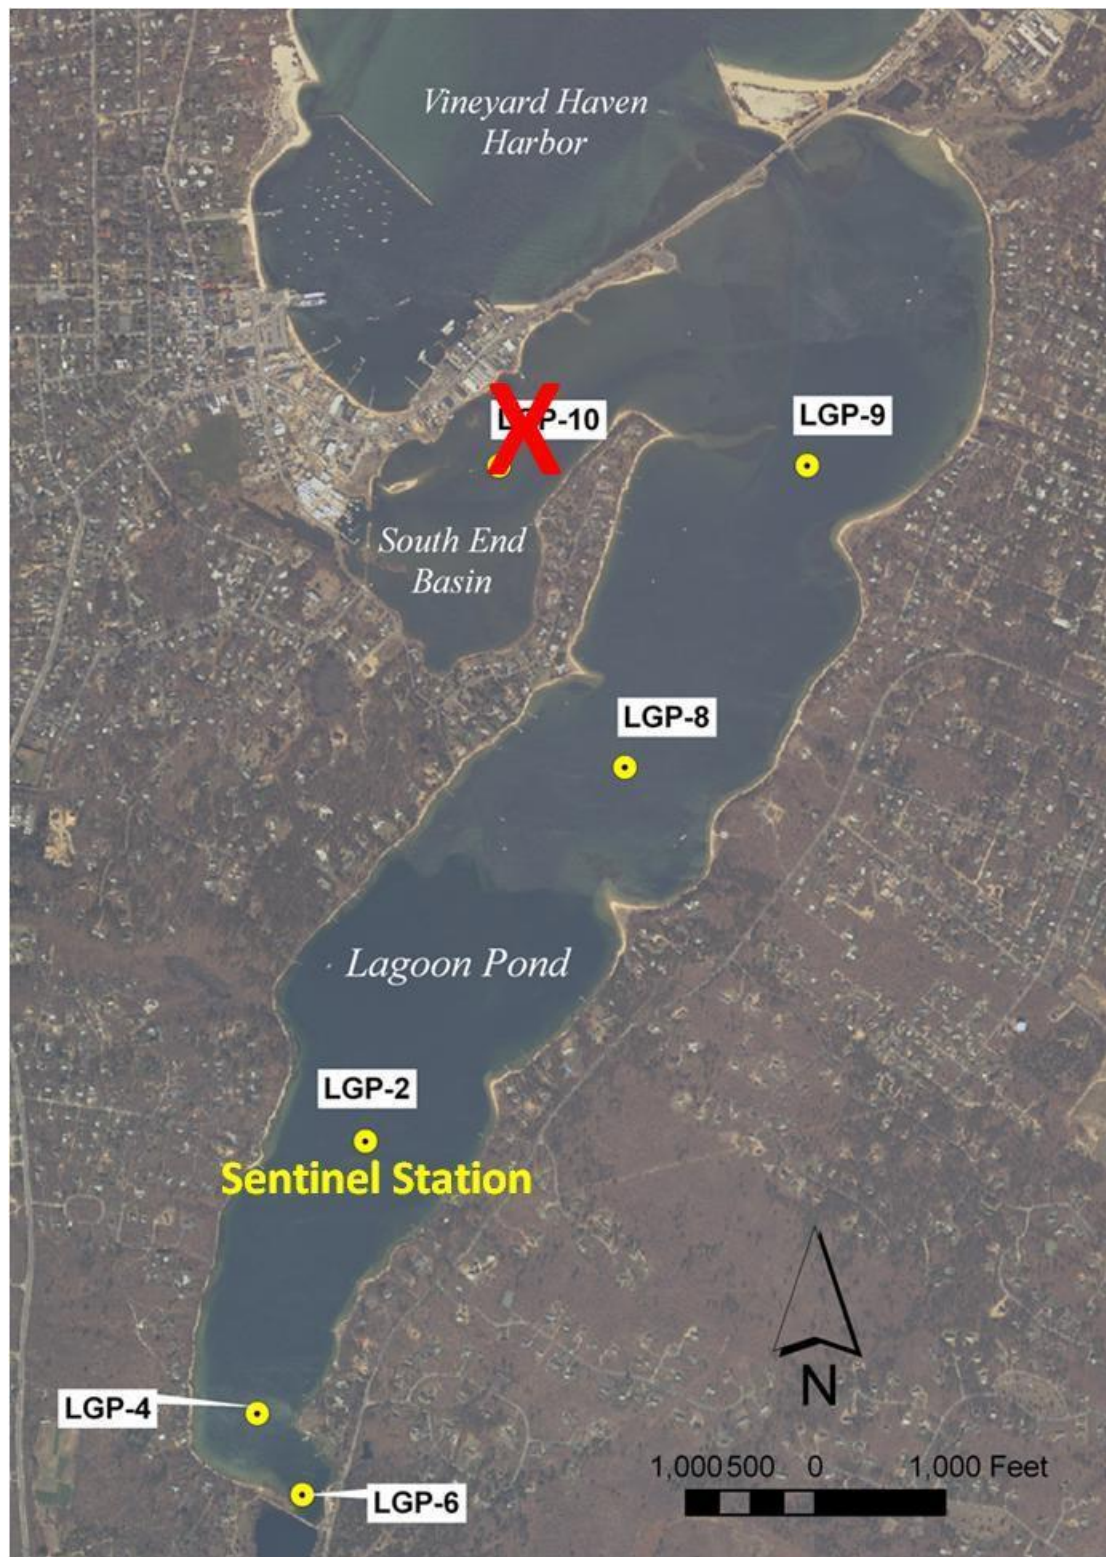 Vineyard Haven
Harbor
LGP-10
LGP-9
South End
Basin
LGP-8
Lagoon Pond
LGP-2
Sentinel Station
LGP-4
LGP-6
N
1,000 500 0 1,000 Feet